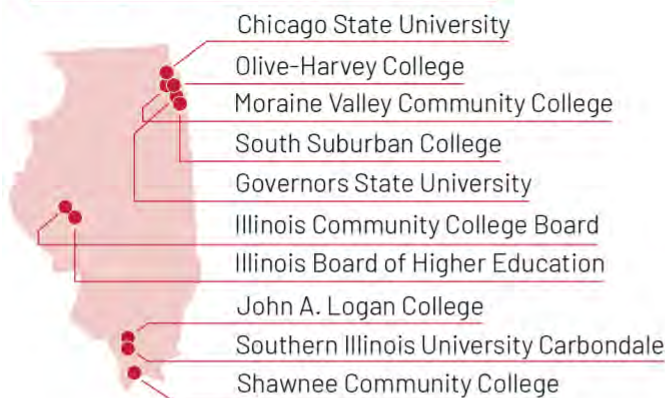 Chicago State University
Olive-Harvey College
Moraine Valley Community College
South Suburban College
Governors State University
Illinois Community College Board
Illinois Board of Higher Education
John A. Logan College
Southern Illinois University Carbondale
Shawnee Community College